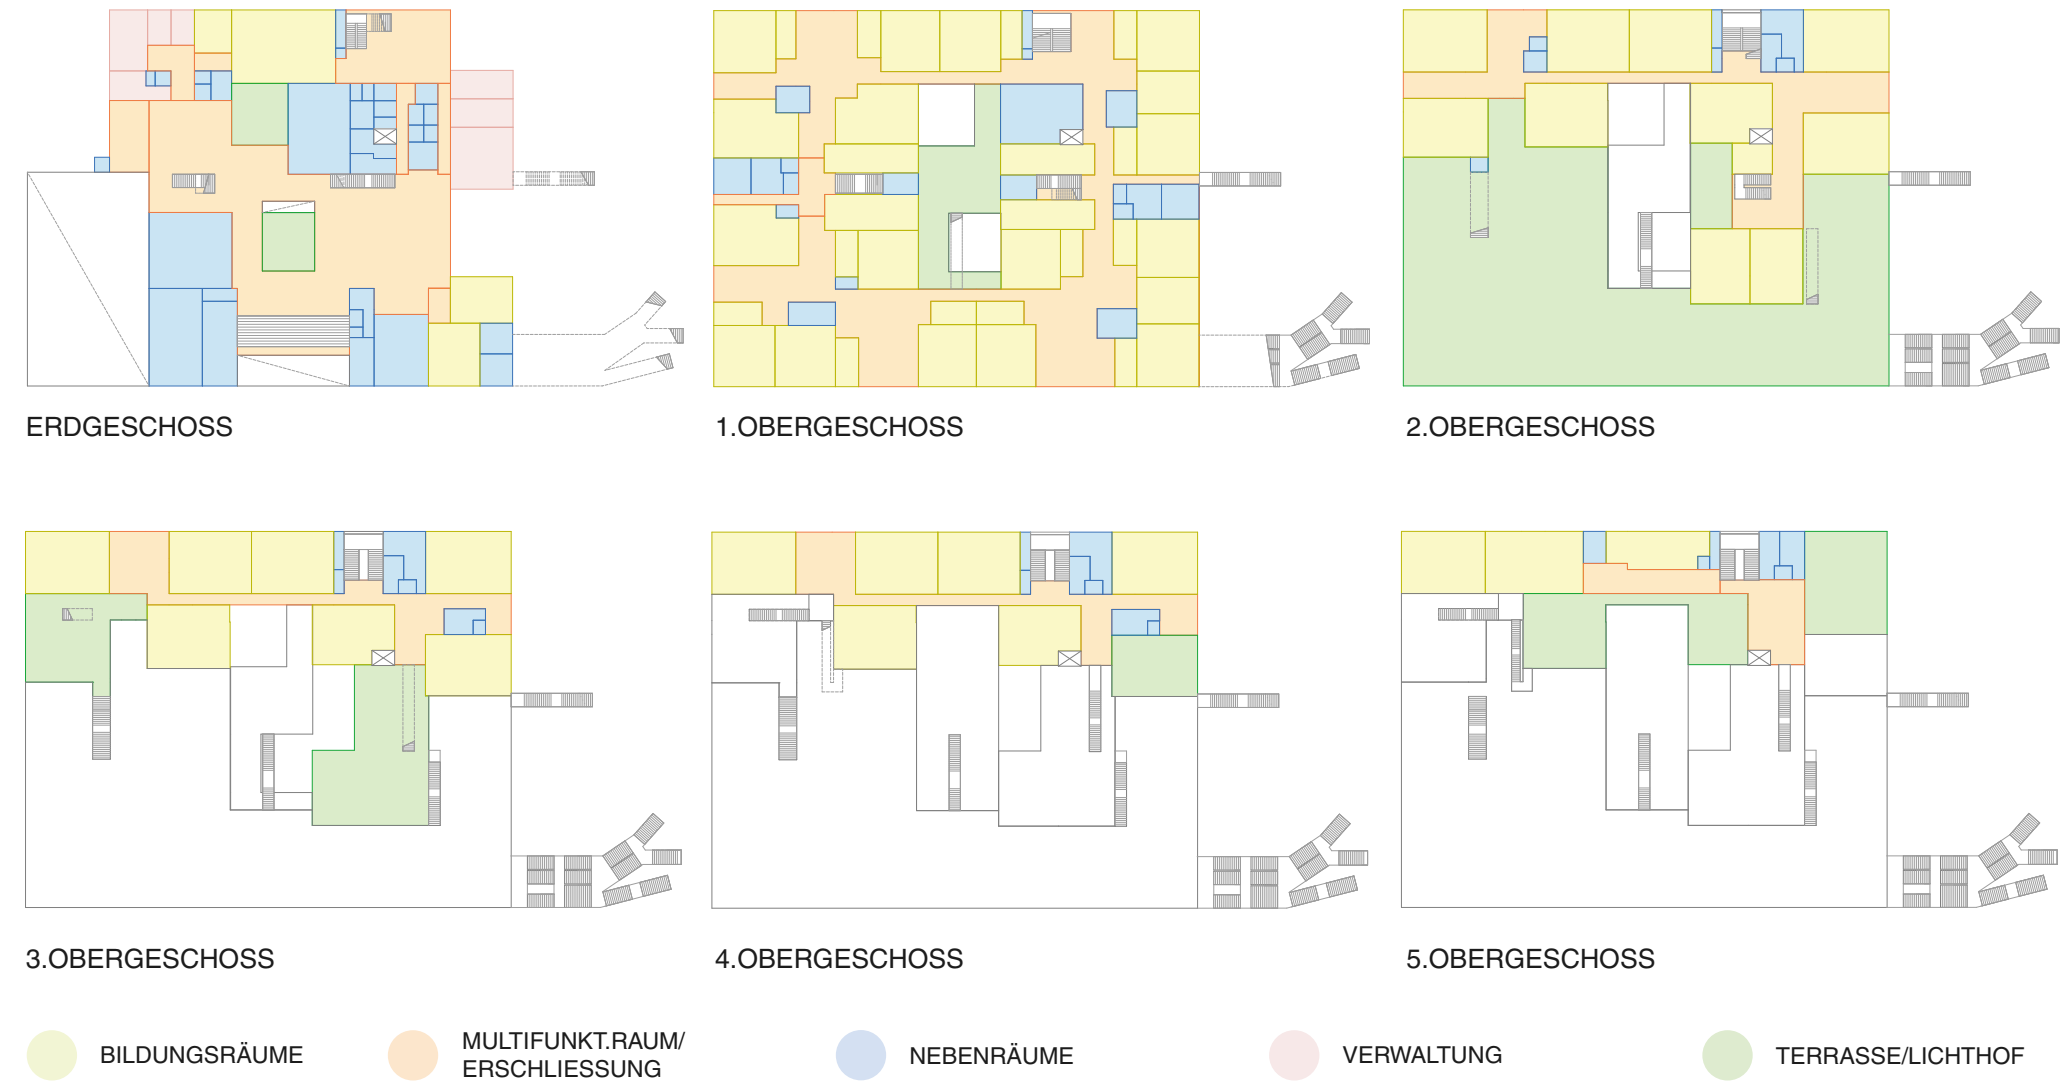 ERDGESCHOSS
1.OBERGESCHOSS
2.OBERGESCHOSS
3.OBERGESCHOSS
4.OBERGESCHOSS
5.OBERGESCHOSS
BILDUNGSRÄUME
MULTIFUNKT.RAUM/
ERSCHLIESSUNG
NEBENRÄUME
VERWALTUNG
TERRASSE/LICHTHOF